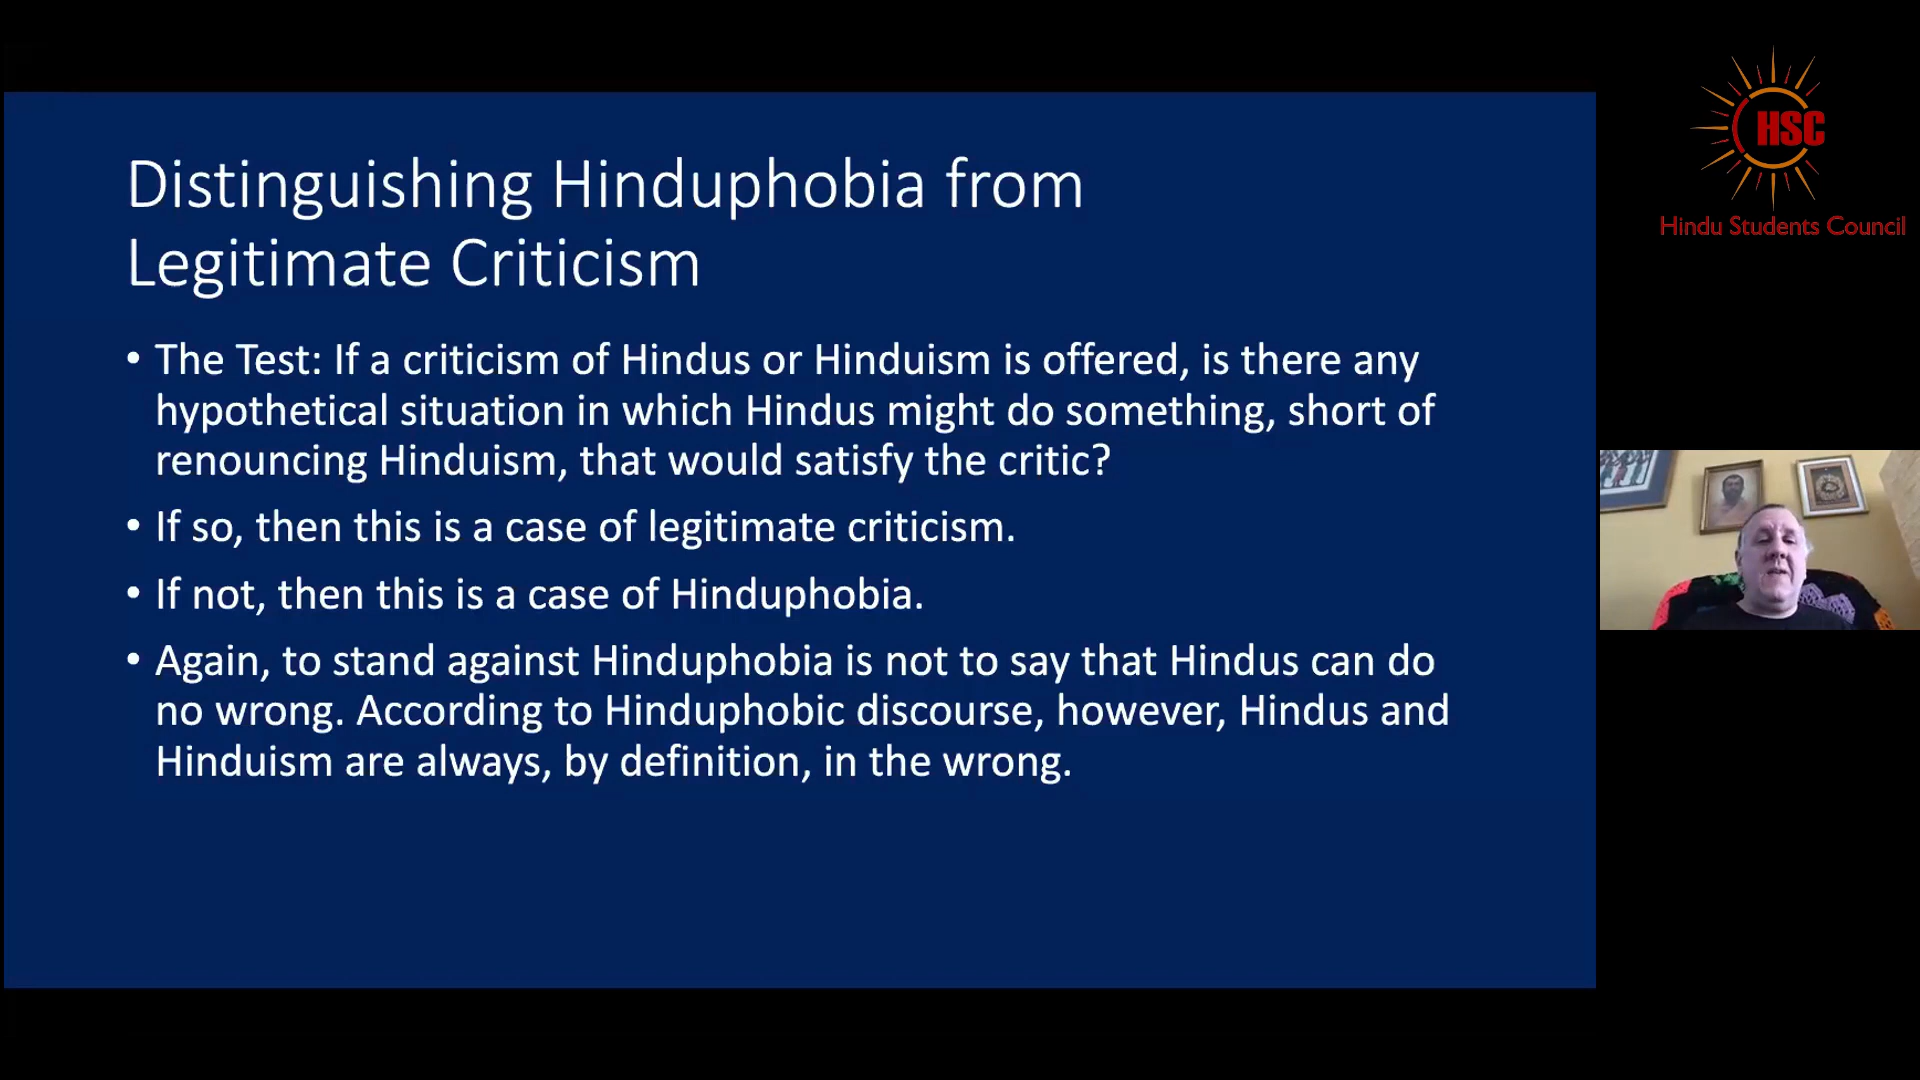 Distinguishing Hinduphobia from
Legitimate Criticism
• The Test: If a criticism of Hindus or Hinduism is offered, is there any
hypothetical situation in which Hindus might do something, short of
renouncing Hinduism, that would satisfy the critic?
• If so, then this is a case of legitimate criticism.
• If not, then this is a case of Hinduphobia.
• Again, to stand against Hinduphobia is not to say that Hindus can do
no wrong. According to Hinduphobic discourse, however, Hindus and
Hinduism are always, by definition, in the wrong.
HSC
Hindu Students Council